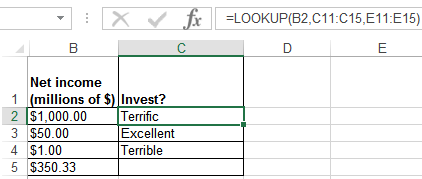 fx =LOOKUP(B2,C11:C15,E11:E15)
B C D E
1 Net income
(millions of $) Invest?
2 $1,000.00 Terrific
3 $50.00 Excellent
4 $1.00 Terrible
5 $350.33